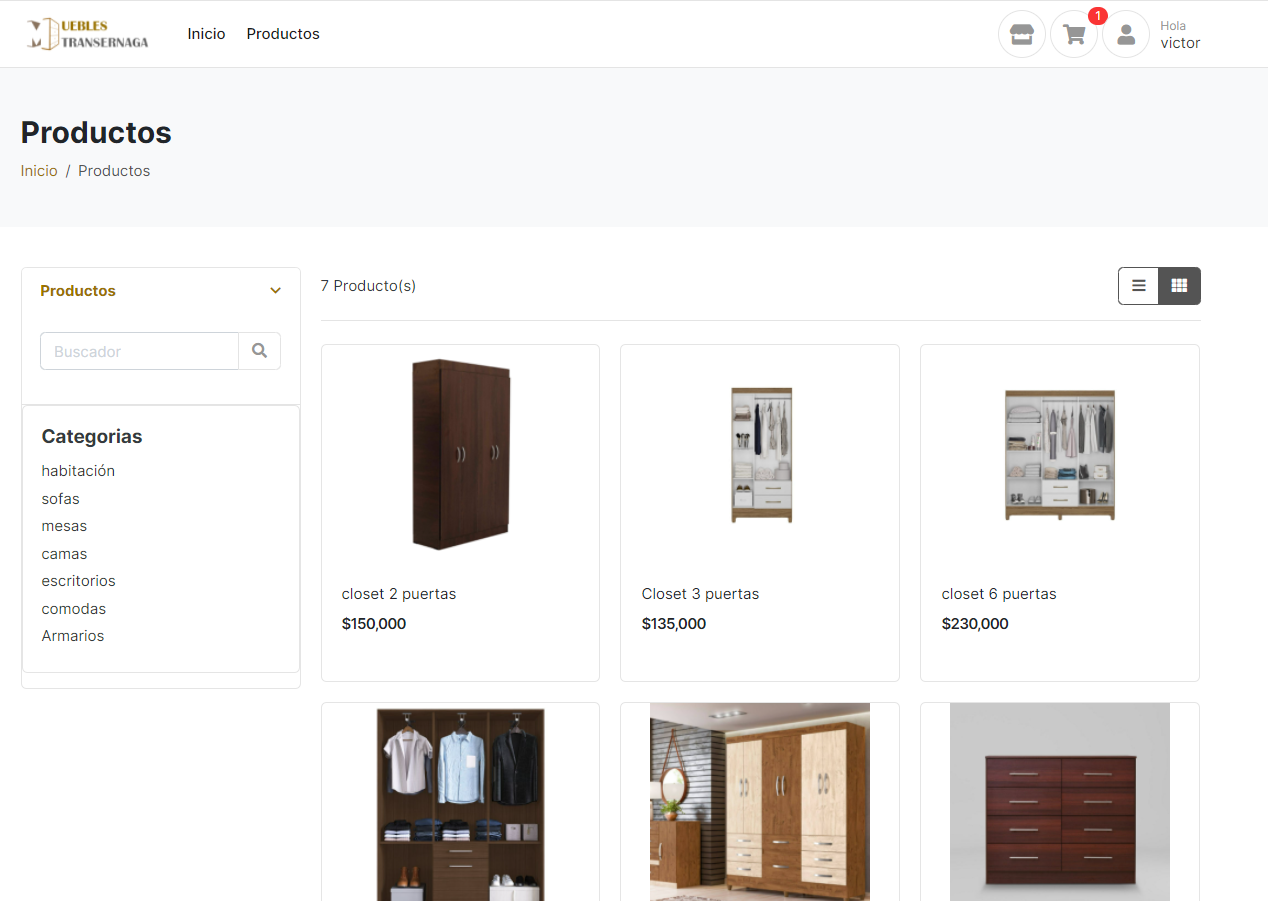 UEBLES
TRANSERNAGA
Inicio
Productos
1
Hola
victor
Productos
Inicio / Productos
Productos
Buscador
Categorias
habitación
sofas
mesas
camas
escritorios
comodas
Armarios
7 Producto(s)
closet 2 puertas
$150,000
Closet 3 puertas
$135,000
closet 6 puertas
$230,000